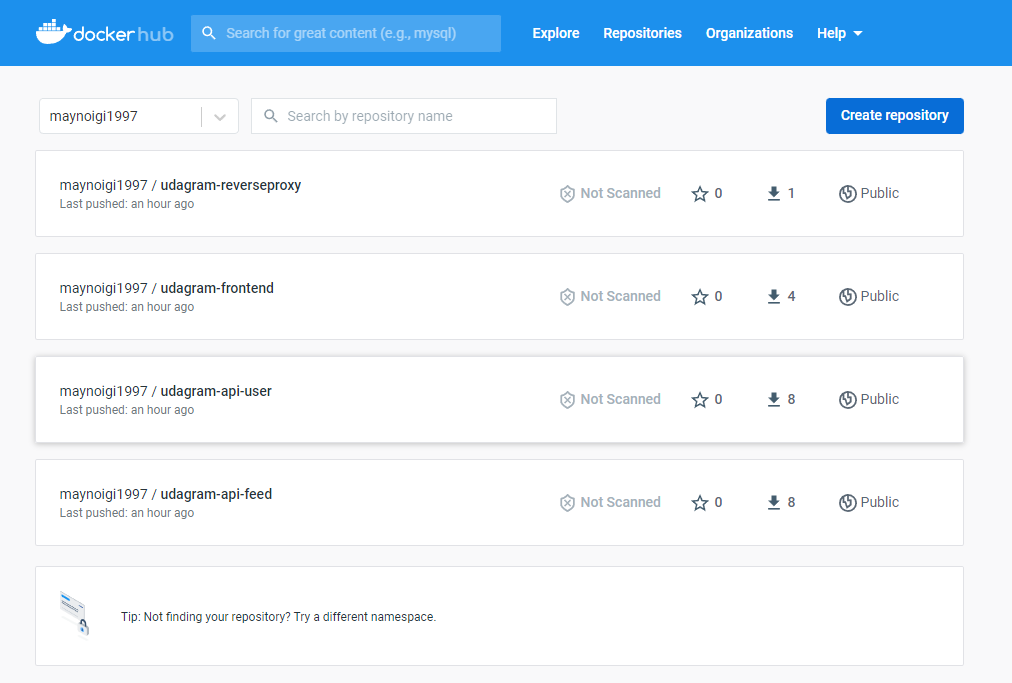 dockerhub Search for great content (e.g., mysql) Explore Repositories Organizations Help
maynoigi1997 Search by repository name Create repository
maynoigi1997 / udagram-reverseproxy
Last pushed: an hour ago
Not Scanned 0 1 Public
maynoigi1997 / udagram-frontend
Last pushed: an hour ago
Not Scanned 0 4 Public
maynoigi1997 / udagram-api-user
Last pushed: an hour ago
Not Scanned 0 8 Public
maynoigi1997 / udagram-api-feed
Last pushed: an hour ago
Not Scanned 0 8 Public
Tip: Not finding your repository? Try a different namespace.